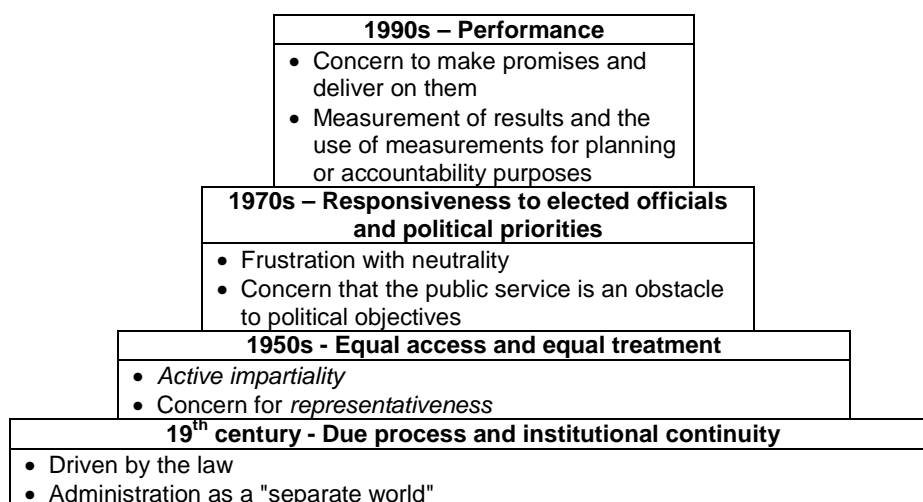 1990s – Performance
• Concern to make promises and
deliver on them
• Measurement of results and the
use of measurements for planning
or accountability purposes
1970s – Responsiveness to elected officials
and political priorities
• Frustration with neutrality
• Concern that the public service is an obstacle
to political objectives
1950s - Equal access and equal treatment
• Active impartiality
• Concern for representativeness
19th century - Due process and institutional continuity
• Driven by the law
• Administration as a "separate world"